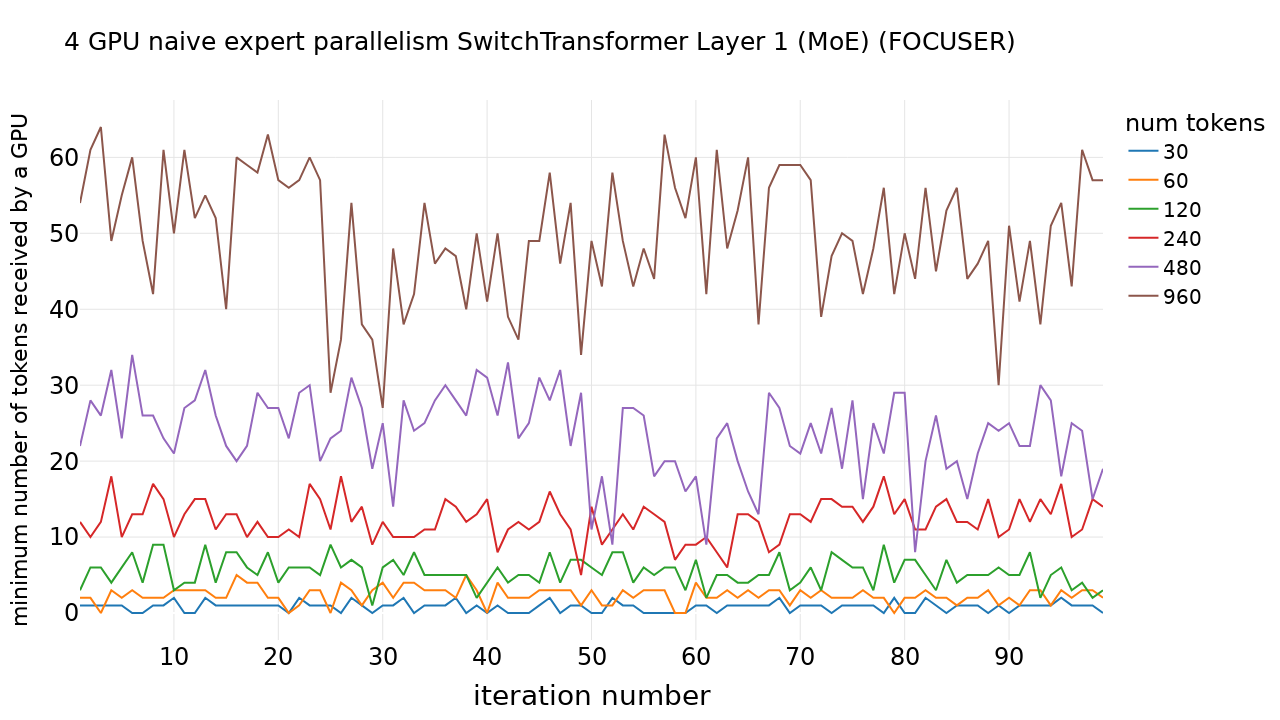 4 GPU naive expert parallelism SwitchTransformer Layer 1 (MoE) (FOCUSER)
minimum number of tokens received by a GPU
60
50
40
30
20
10
0
10 20 30 40 50 60 70 80 90
iteration number
num tokens
30
60
120
240
480
960